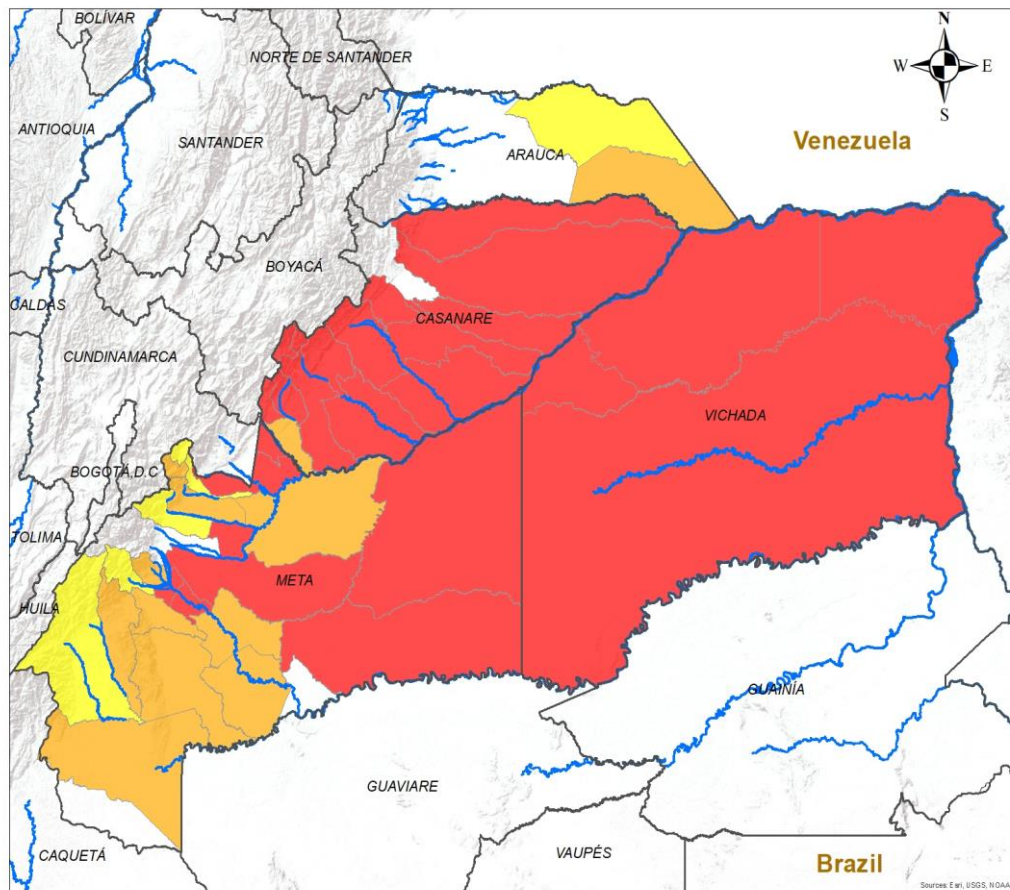 BOLÍVAR
NORTE DE SANTANDER
N
W E
S
ANTIOQUIA
SANTANDER
ARAUCA
Venezuela
BOYACÁ
CALDAS
CASANARE
CUNDINAMARCA
VICHADA
BOGOTÁ D.C
TOLIMA
META
HUILA
GUAINÍA
GUAVIARE
CAQUETÁ
VAUPÉS
Brazil
Sources: Esri, USGS, NOAA